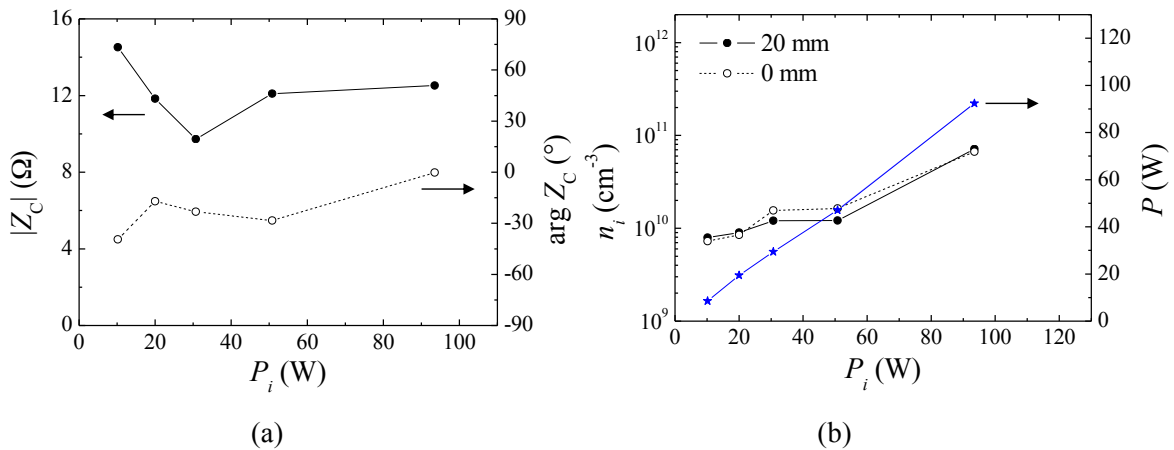 16
12
8
4
0
|Z_C| (Ω)
0 20 40 60 80 100
P_i (W)
90
60
30
0
-30
-60
-90
arg Z_C (°)
(a)
10^12
10^11
10^10
10^9
n_i (cm^-3)
20 mm
0 mm
0 20 40 60 80 100 120
P_i (W)
120
100
80
60
40
20
0
P (W)
(b)